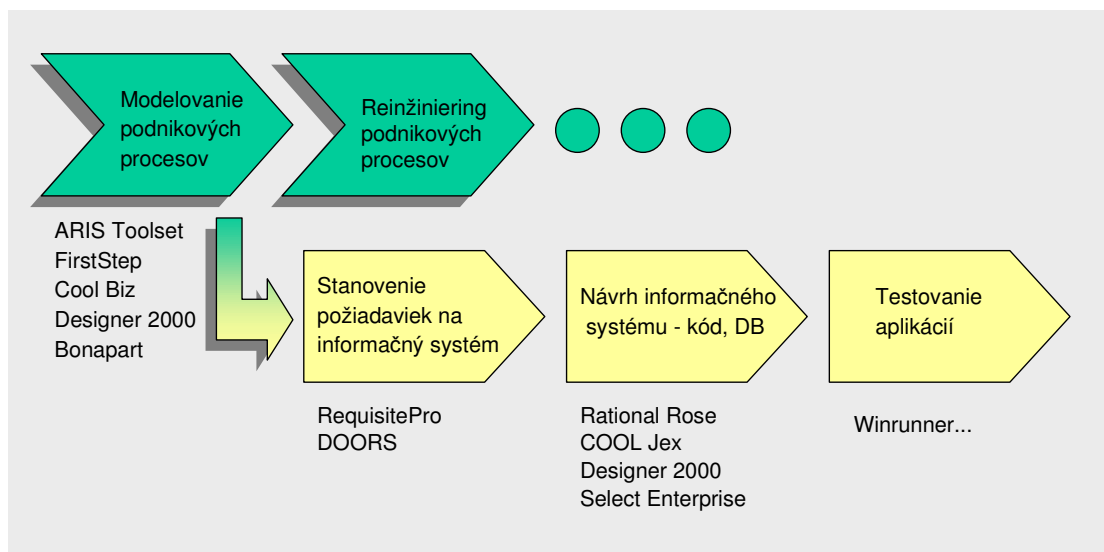 Modelovanie
podnikových
procesov
Reinžiniering
podnikových
procesov
ARIS Toolset
FirstStep
Cool Biz
Designer 2000
Bonapart
Stanovenie
požiadaviek na
informačný systém
RequisitePro
DOORS
Návrh informačného
systému - kód, DB
Rational Rose
COOL Jex
Designer 2000
Select Enterprise
Testovanie
aplikácií
Winrunner...